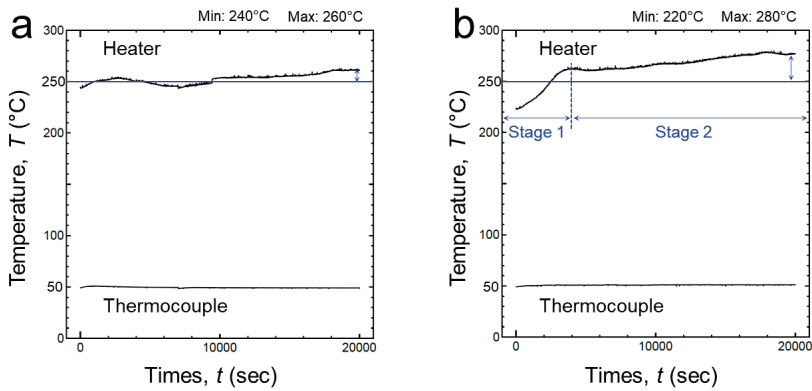 a
Min: 240°C Max: 260°C
Temperature, T (°C)
300
250
200
100
50
0
Heater
Thermocouple
0 10000 20000
Times, t (sec)
b
Min: 220°C Max: 280°C
Temperature, T (°C)
300
250
200
100
50
0
Heater
Stage 1 Stage 2
Thermocouple
0 10000 20000
Times, t (sec)